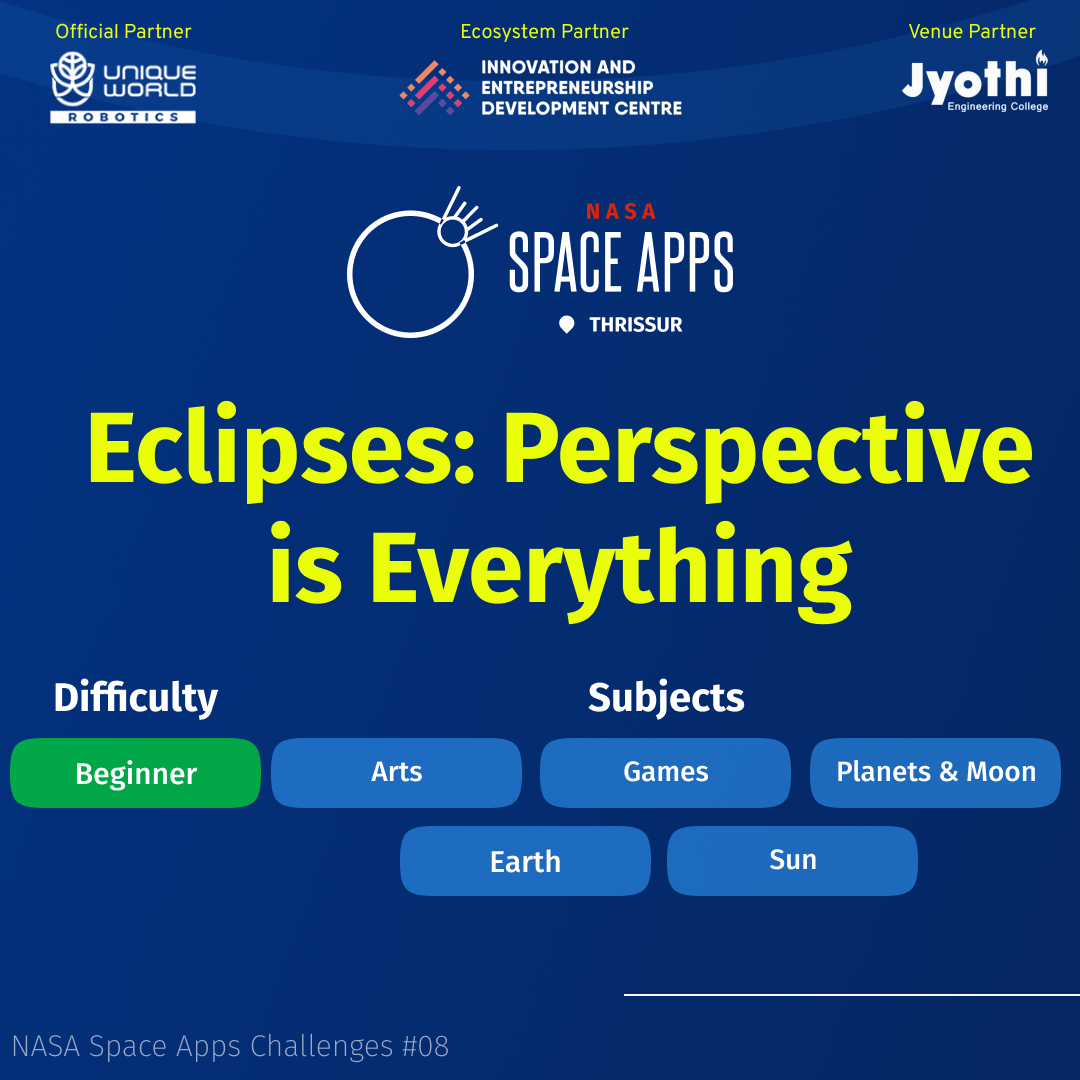 Official Partner
Ecosystem Partner
Venue Partner
UNIQUE
WORLD
ROBOTICS
INNOVATION AND
ENTREPRENEURSHIP
DEVELOPMENT CENTRE
Jyothi
Engineering College
NASA
SPACE APPS
THRISSUR
Eclipses: Perspective
is Everything
Difficulty
Subjects
Beginner
Arts
Games
Planets & Moon
Earth
Sun
NASA Space Apps Challenges #08